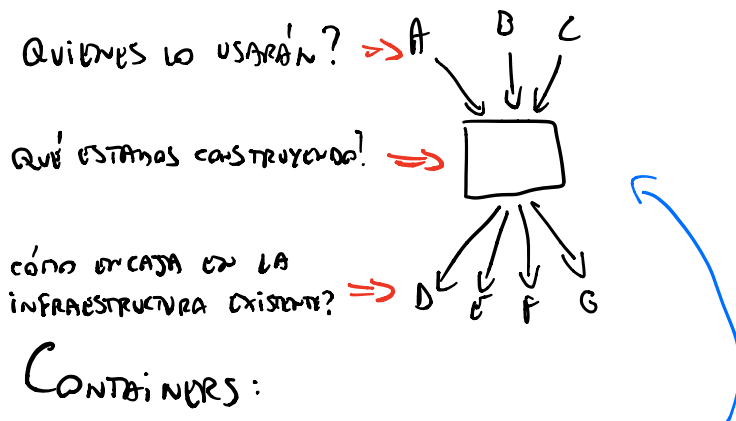 QUIENES LO USARÁN? A B C
QUÉ ESTAMOS CONSTRUYENDO?
CÓMO ENCAJA EN LA
INFRAESTRUCTURA EXISTENTE? D E F G
CONTAINERS: